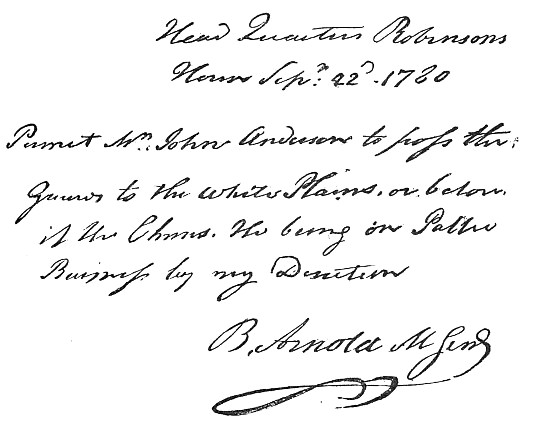 Head Quarters Robinsons
House Sepr. 22d. 1780
Permit Mr. John Anderson to pass the
Guards to the White Plains, or below,
if He Chuses. He being on Public
Business by my Direction
B. Arnold M Genl